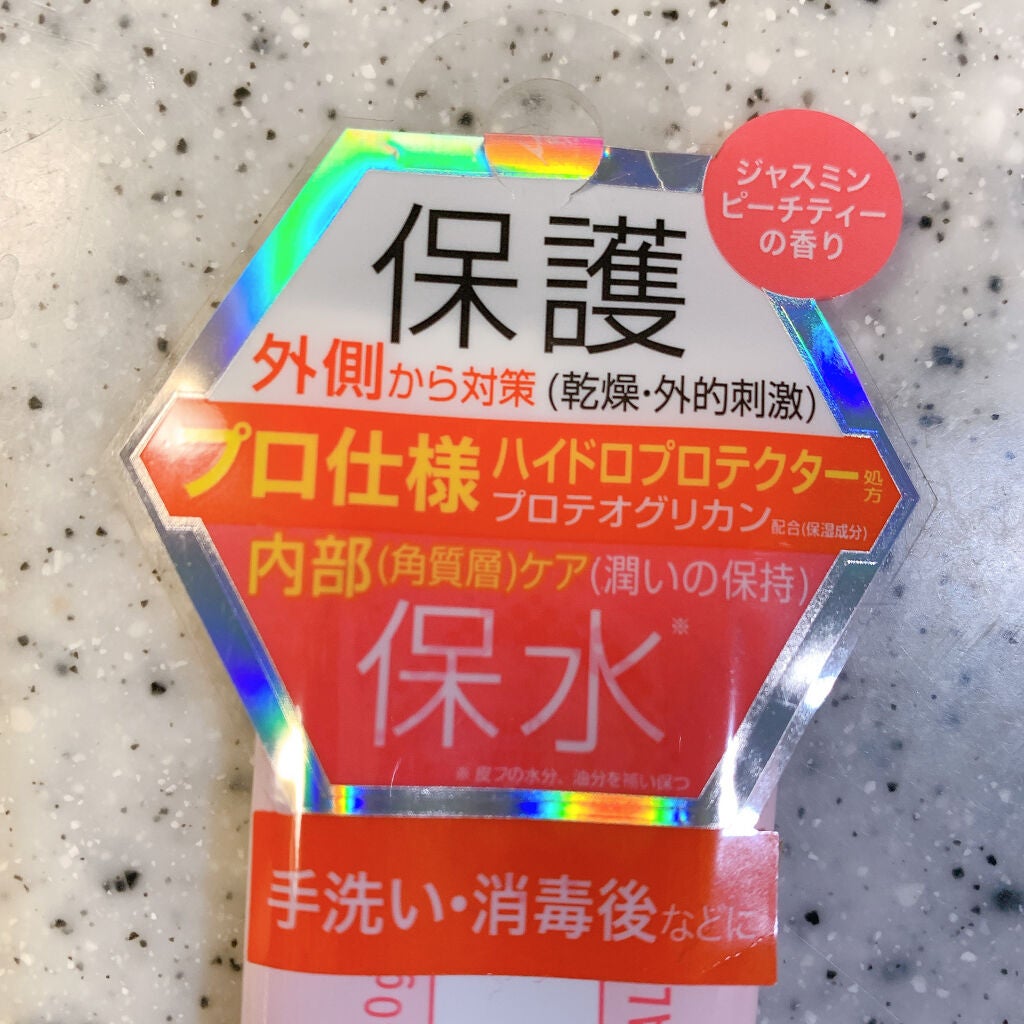 ジャスミン
ピーチティー
の香り
保護
外側から対策(乾燥・外的刺激)
プロ仕様
ハイドロプロテクター処方
プロテオグリカン配合(保湿成分)
内部(角質層)ケア(潤いの保持)
保水※
※皮フの水分、油分を補い保つ
手洗い・消毒後などに
0g
AL